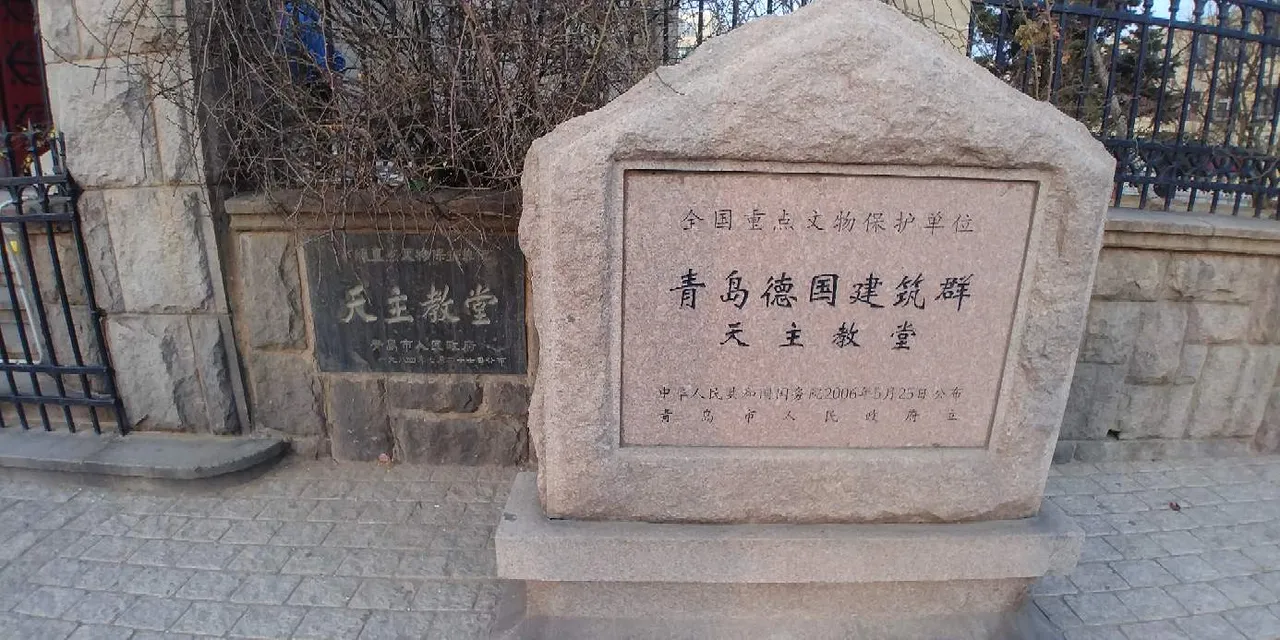 全国重点文物保护单位
青岛德国建筑群
天主教堂
中华人民共和国国务院2006年5月25日公布
青岛市人民政府立
天主教堂
青岛市人民政府